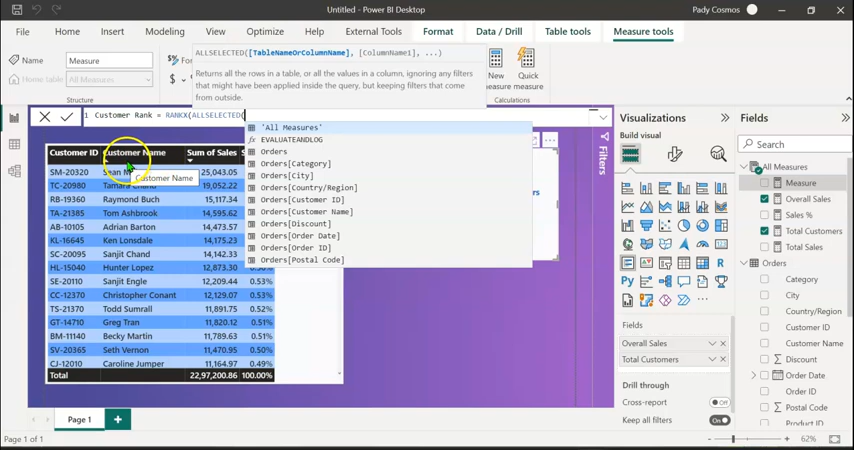 Untitled - Power BI Desktop
Pady Cosmos
File
Home
Insert
Modeling
View
Optimize
Help
External Tools
Format
Data / Drill
Table tools
Measure tools
Name
Measure
Home table
All Measures
Structure
$
ALLSELECTED([TableNameOrColumnName], [ColumnName1], ...)
Returns all the rows in a table, or all the values in a column, ignoring any filters
that might have been applied inside the query, but keeping filters that come
from outside.
New
measure
Quick
measure
Calculations
1 Customer Rank = RANKX(ALLSELECTED(
'All Measures'
EVALUATEANDLOG
Orders
Orders[Category]
Orders[City]
Orders[Country/Region]
Orders[Customer ID]
Orders[Customer Name]
Orders[Discount]
Orders[Order Date]
Orders[Order ID]
Orders[Postal Code]
Customer ID Customer Name Sum of Sales
SM-20320 Sean 25,043.05
TC-20980 Tamara Chand 19,052.22
RB-19360 Raymond Buch 15,117.34
TA-21385 Tom Ashbrook 14,595.62
AB-10105 Adrian Barton 14,473.57
KL-16645 Ken Lonsdale 14,175.23
SC-20095 Sanjit Chand 14,142.33
HL-15040 Hunter Lopez 12,873.30 0.56%
SE-20110 Sanjit Engle 12,209.44 0.53%
CC-12370 Christopher Conant 12,129.07 0.53%
TS-21370 Todd Sumrall 11,891.75 0.52%
GT-14710 Greg Tran 11,820.12 0.51%
BM-11140 Becky Martin 11,789.63 0.51%
SV-20365 Seth Vernon 11,470.95 0.50%
CJ-12010 Caroline Jumper 11,164.97 0.49%
Total 22,97,200.86 100.00%
Customer Name
Filters
Visualizations
Build visual
Fields
Overall Sales
Total Customers
Drill through
Cross-report
Off
Keep all filters
On
Fields
Search
All Measures
Measure
Overall Sales
Sales %
Total Customers
Total Sales
Orders
Category
City
Country/Region
Customer ID
Customer Name
Discount
Order Date
Order ID
Postal Code
Product ID
Page 1
Page 1 of 1
62%